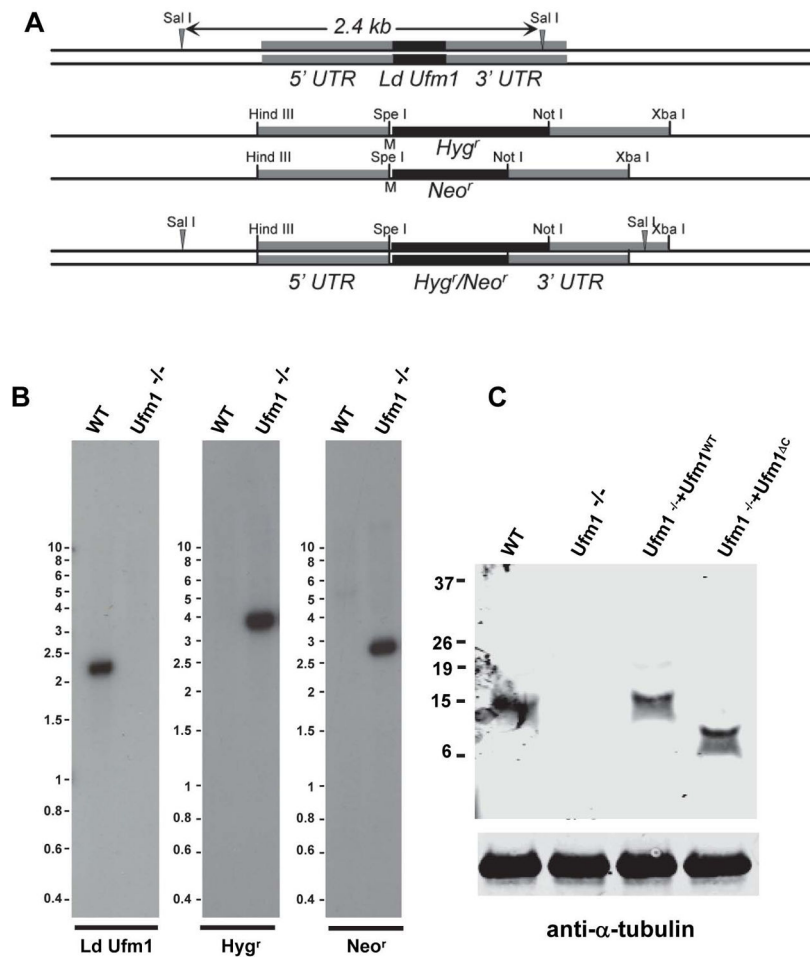 A
Sal I
2.4 kb
Sal I
5' UTR Ld Ufm1 3' UTR
Hind III Spe I Not I Xba I
M Hygʳ
Hind III Spe I Not I Xba I
M Neoʳ
Sal I Hind III Spe I Not I Sal I Xba I
5' UTR Hygʳ/Neoʳ 3' UTR
B
WT Ufm1 -/- WT Ufm1 -/- WT Ufm1 -/-
10 10 10
8 8 8
6 6 6
5 5 5
4 4 4
3 3 3
2.5 2.5 2.5
2 2 2
1.5 1.5 1.5
1 1 1
0.8 0.8 0.8
0.6 0.6 0.6
0.4 0.4 0.4
Ld Ufm1 Hygʳ Neoʳ
C
WT Ufm1 -/- Ufm1 -/-+Ufm1WT Ufm1 -/-+Ufm1ΔC
37
26
19
15
6
anti-α-tubulin